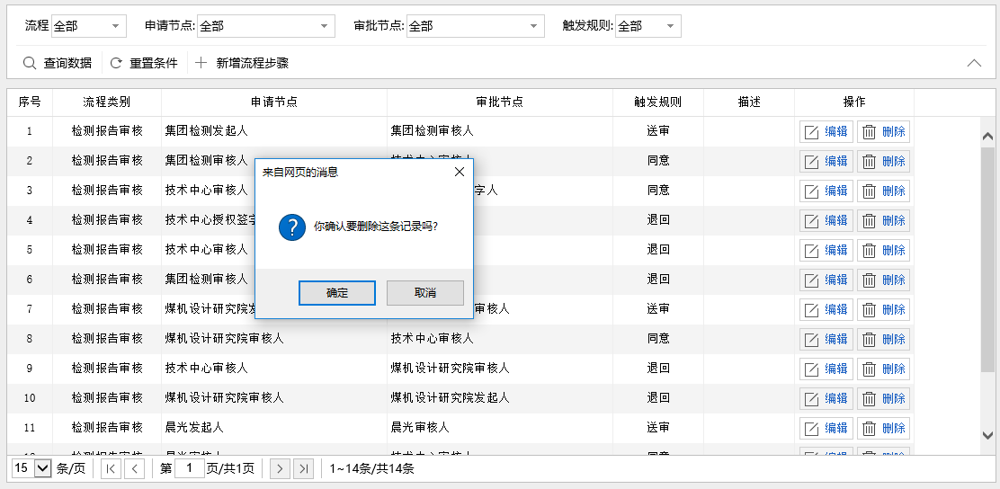 流程 全部 申请节点: 全部 审批节点: 全部 触发规则: 全部
查询数据 重置条件 新增流程步骤
序号 流程类别 申请节点 审批节点 触发规则 描述 操作
1 检测报告审核 集团检测发起人 集团检测审核人 送审 编辑 删除
2 检测报告审核 集团检测审核人 技术中心审核人 同意 编辑 删除
3 检测报告审核 技术中心审核人 字人 同意 编辑 删除
4 检测报告审核 技术中心授权签字 退回 编辑 删除
5 检测报告审核 技术中心审核人 退回 编辑 删除
6 检测报告审核 集团检测审核人 退回 编辑 删除
7 检测报告审核 煤机设计研究院发 审核人 送审 编辑 删除
8 检测报告审核 煤机设计研究院审核人 技术中心审核人 同意 编辑 删除
9 检测报告审核 技术中心审核人 煤机设计研究院审核人 退回 编辑 删除
10 检测报告审核 煤机设计研究院审核人 煤机设计研究院发起人 退回 编辑 删除
11 检测报告审核 晨光发起人 晨光审核人 送审 编辑 删除
来自网页的消息
你确认要删除这条记录吗?
确定 取消
15 条/页 第 1 页/共1页 1~14条/共14条